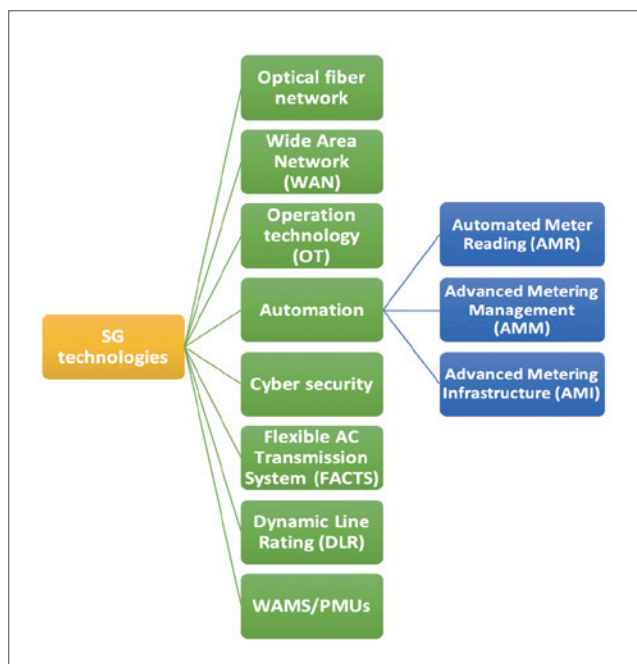 SG
technologies
Optical fiber
network
Wide Area
Network
(WAN)
Operation
technology
(OT)
Automation
Cyber security
Flexible AC
Transmission
System (FACTS)
Dynamic Line
Rating (DLR)
WAMS/PMUs
Automated Meter
Reading (AMR)
Advanced Metering
Management
(AMM)
Advanced Metering
Infrastructure (AMI)